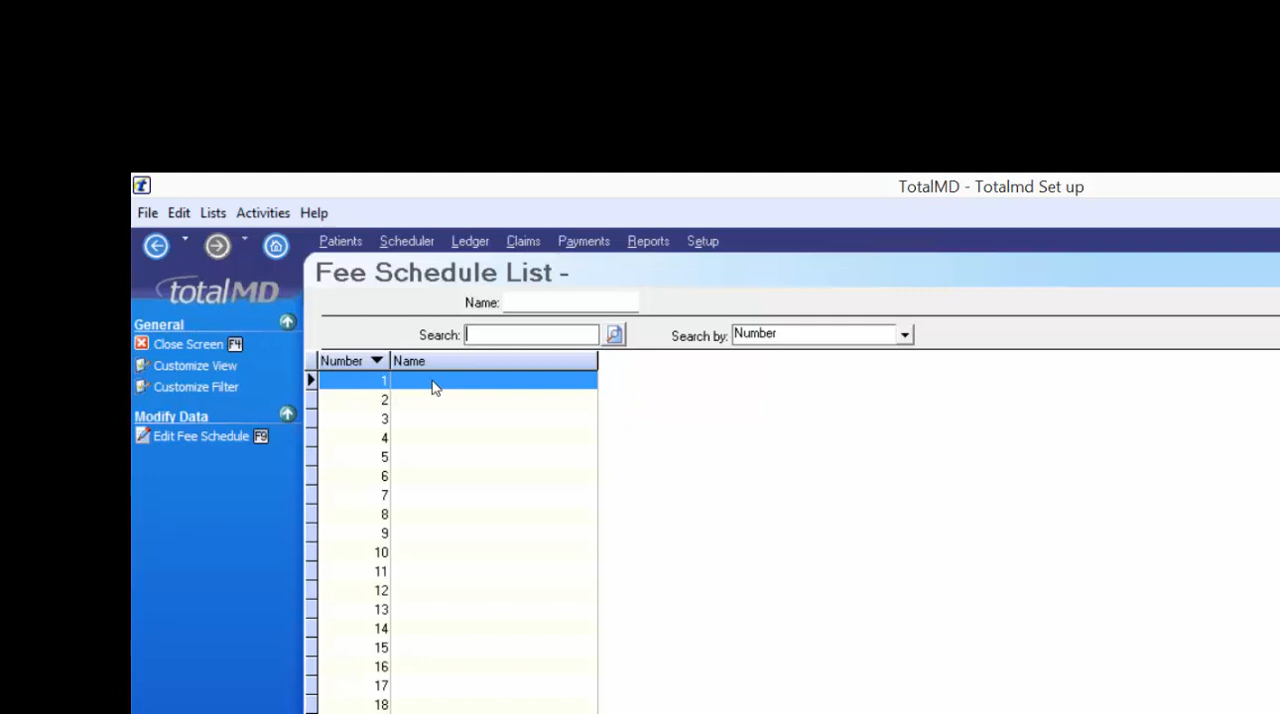 TotalMD - Totalmd Set up
File Edit Lists Activities Help
Patients Scheduler Ledger Claims Payments Reports Setup
totalMD
Fee Schedule List -
Name:
Search: Search by: Number
General
Close Screen F4
Customize View
Customize Filter
Modify Data
Edit Fee Schedule F9
Number Name
1
2
3
4
5
6
7
8
9
10
11
12
13
14
15
16
17
18